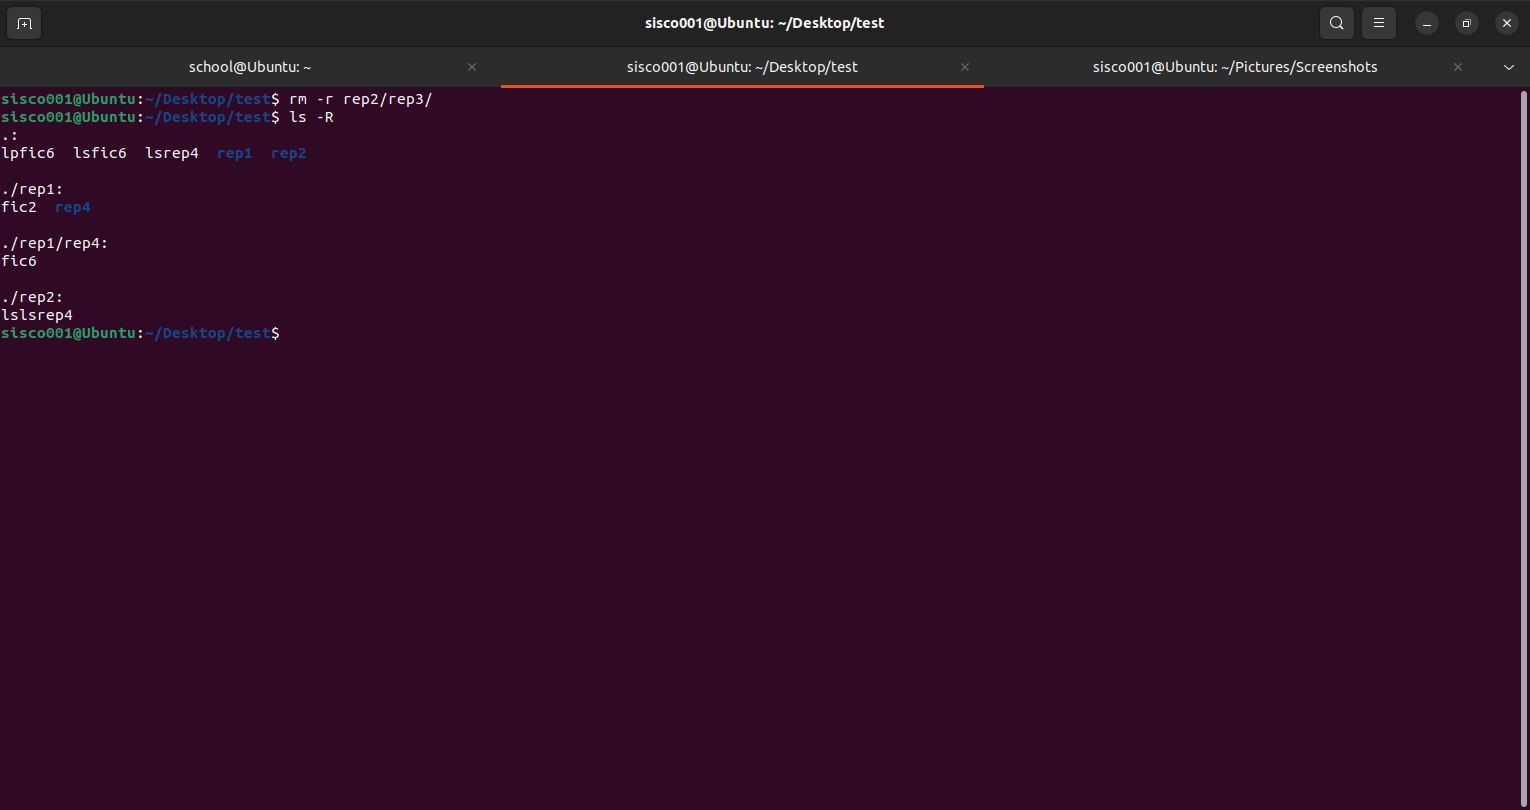 sisco001@Ubuntu: ~/Desktop/test
school@Ubuntu: ~
sisco001@Ubuntu: ~/Desktop/test
sisco001@Ubuntu: ~/Pictures/Screenshots
sisco001@Ubuntu:~/Desktop/test$ rm -r rep2/rep3/
sisco001@Ubuntu:~/Desktop/test$ ls -R
.:
lpfic6  lsfic6  lsrep4  rep1  rep2
./rep1:
fic2  rep4
./rep1/rep4:
fic6
./rep2:
lslsrep4
sisco001@Ubuntu:~/Desktop/test$